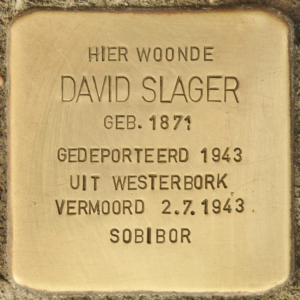 HIER WOONDE
DAVID SLAGER
GEB. 1871
GEDEPORTEERD 1943
UIT WESTERBORK
VERMOORD 2.7.1943
SOBIBOR